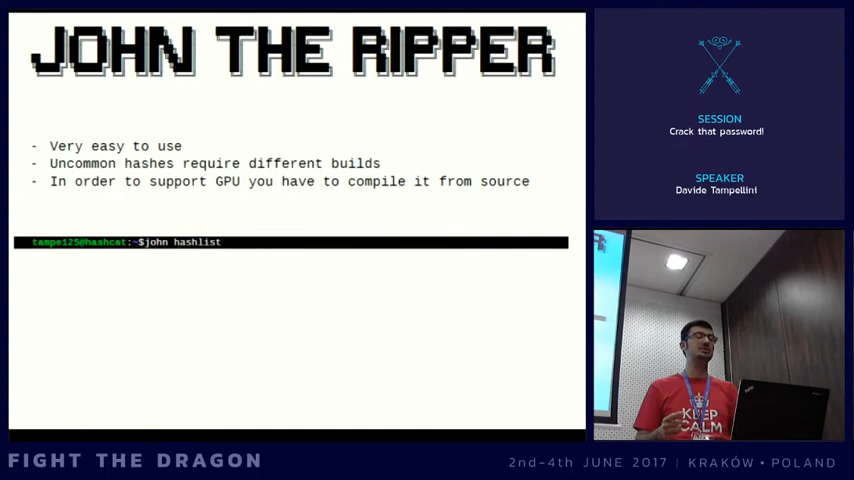 JOHN THE RIPPER
- Very easy to use
- Uncommon hashes require different builds
- In order to support GPU you have to compile it from source
tampe125@hashcat:~$john hashlist
SESSION
Crack that password!
SPEAKER
Davide Tampellini
KEEP
CALM
FIGHT THE DRAGON
2nd-4th JUNE 2017 | KRAKÓW • POLAND